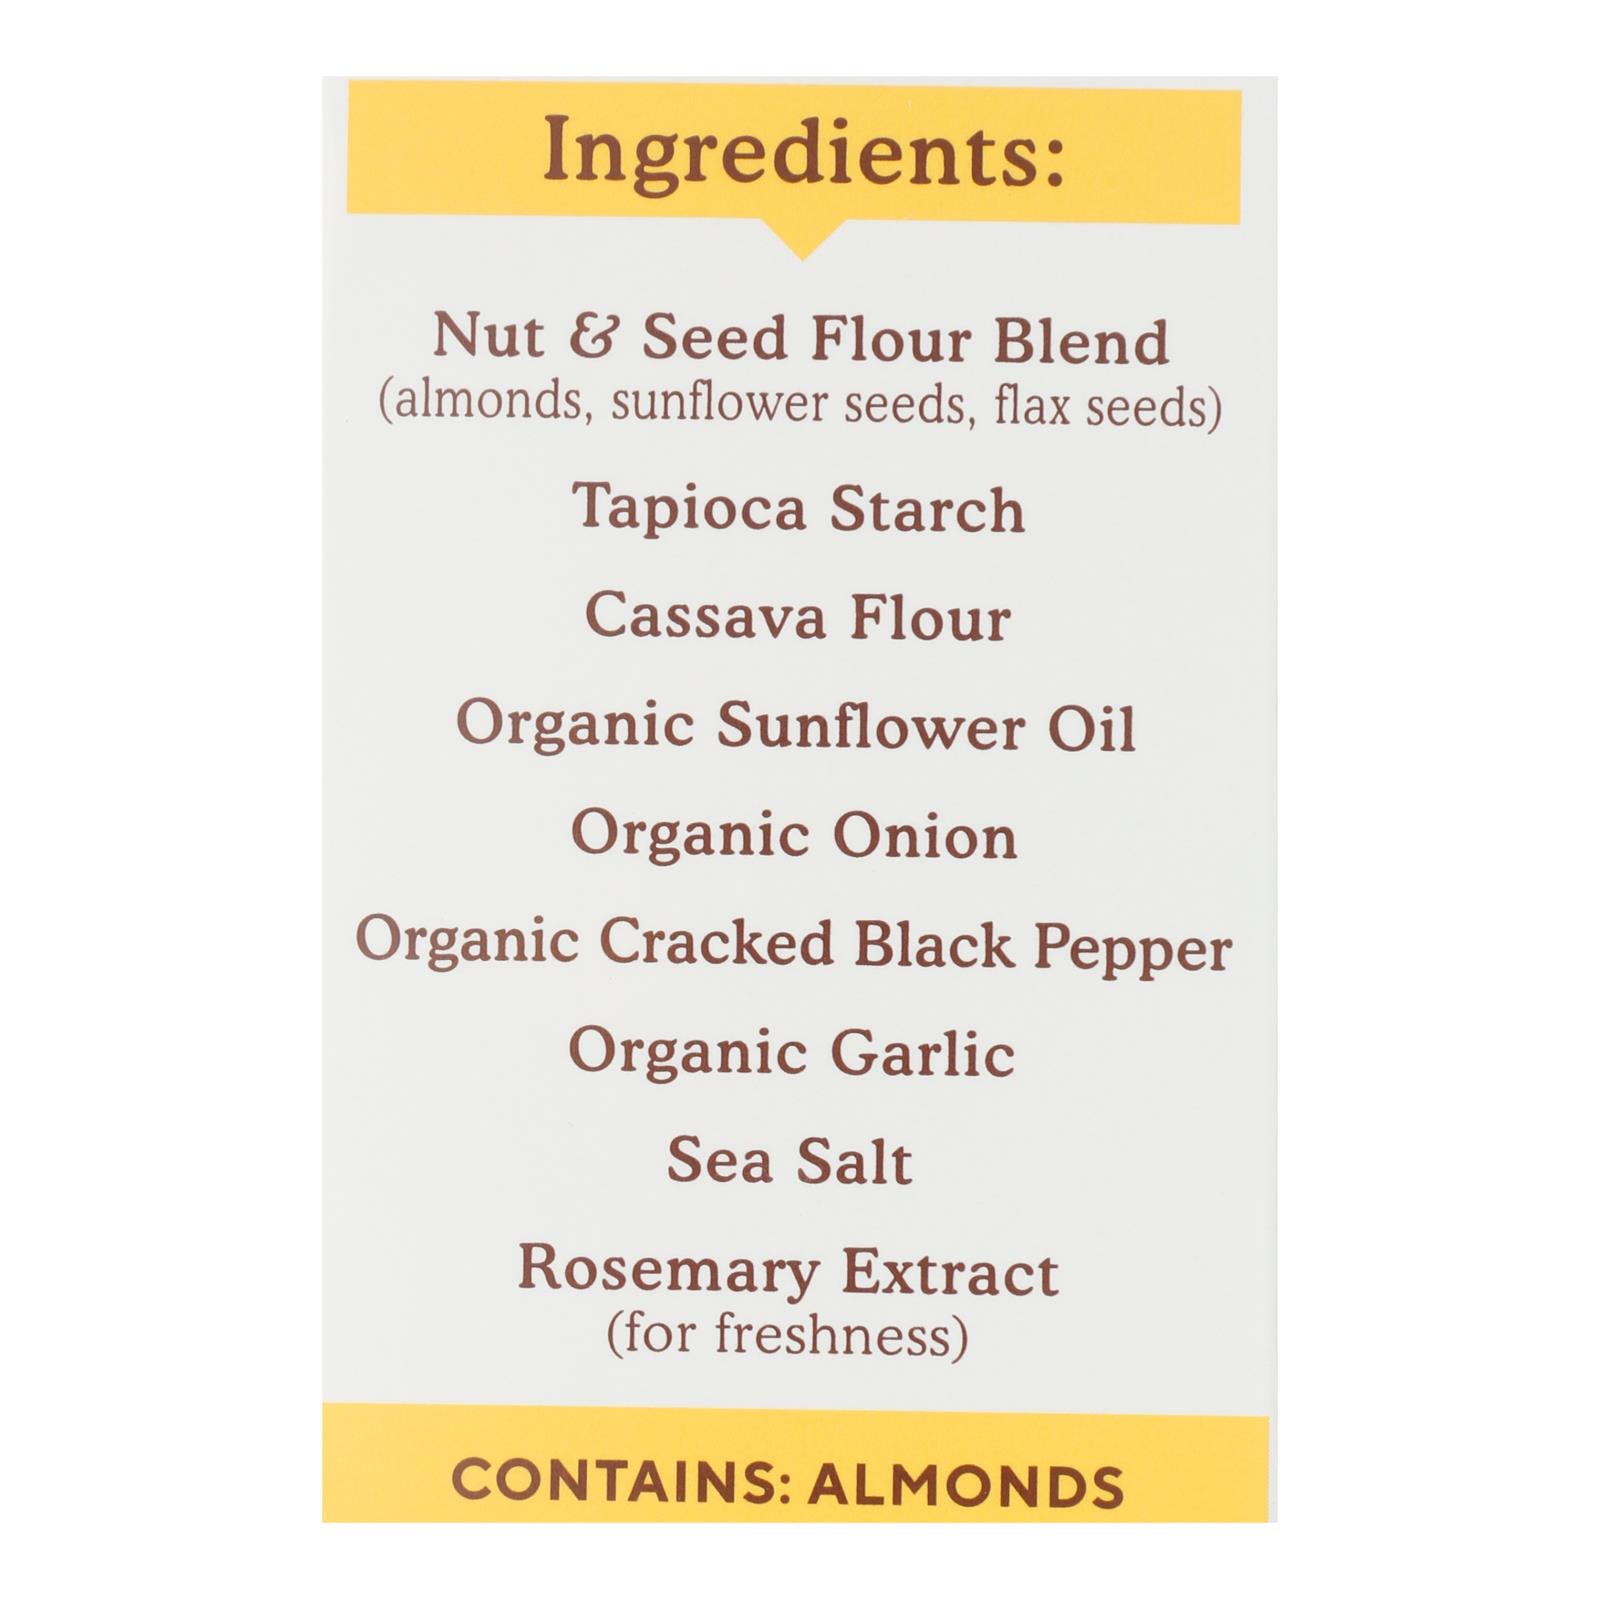 Ingredients:
Nut & Seed Flour Blend
(almonds, sunflower seeds, flax seeds)
Tapioca Starch
Cassava Flour
Organic Sunflower Oil
Organic Onion
Organic Cracked Black Pepper
Organic Garlic
Sea Salt
Rosemary Extract
(for freshness)
CONTAINS: ALMONDS